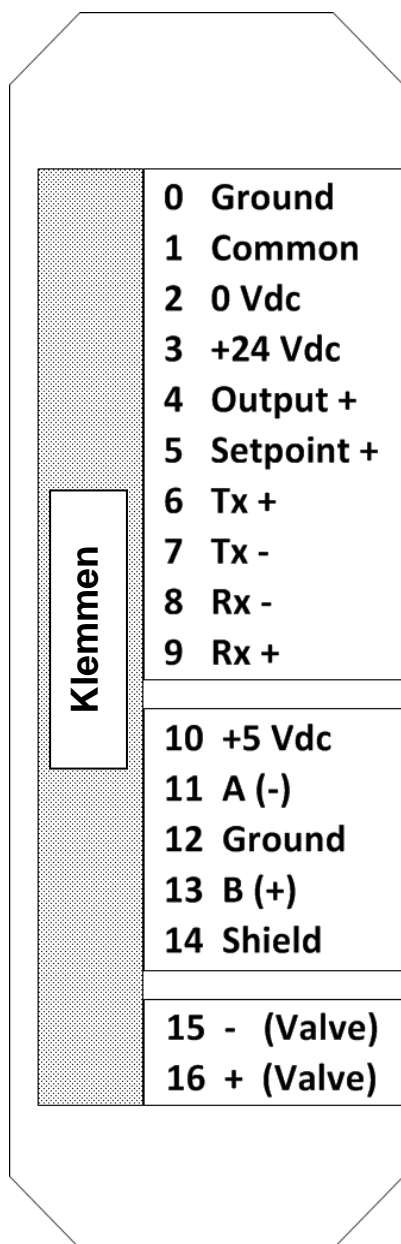 0 Ground
1 Common
2 0 Vdc
3 +24 Vdc
4 Output +
5 Setpoint +
6 Tx +
7 Tx -
8 Rx -
9 Rx +
Klemmen
10 +5 Vdc
11 A (-)
12 Ground
13 B (+)
14 Shield
15 - (Valve)
16 + (Valve)